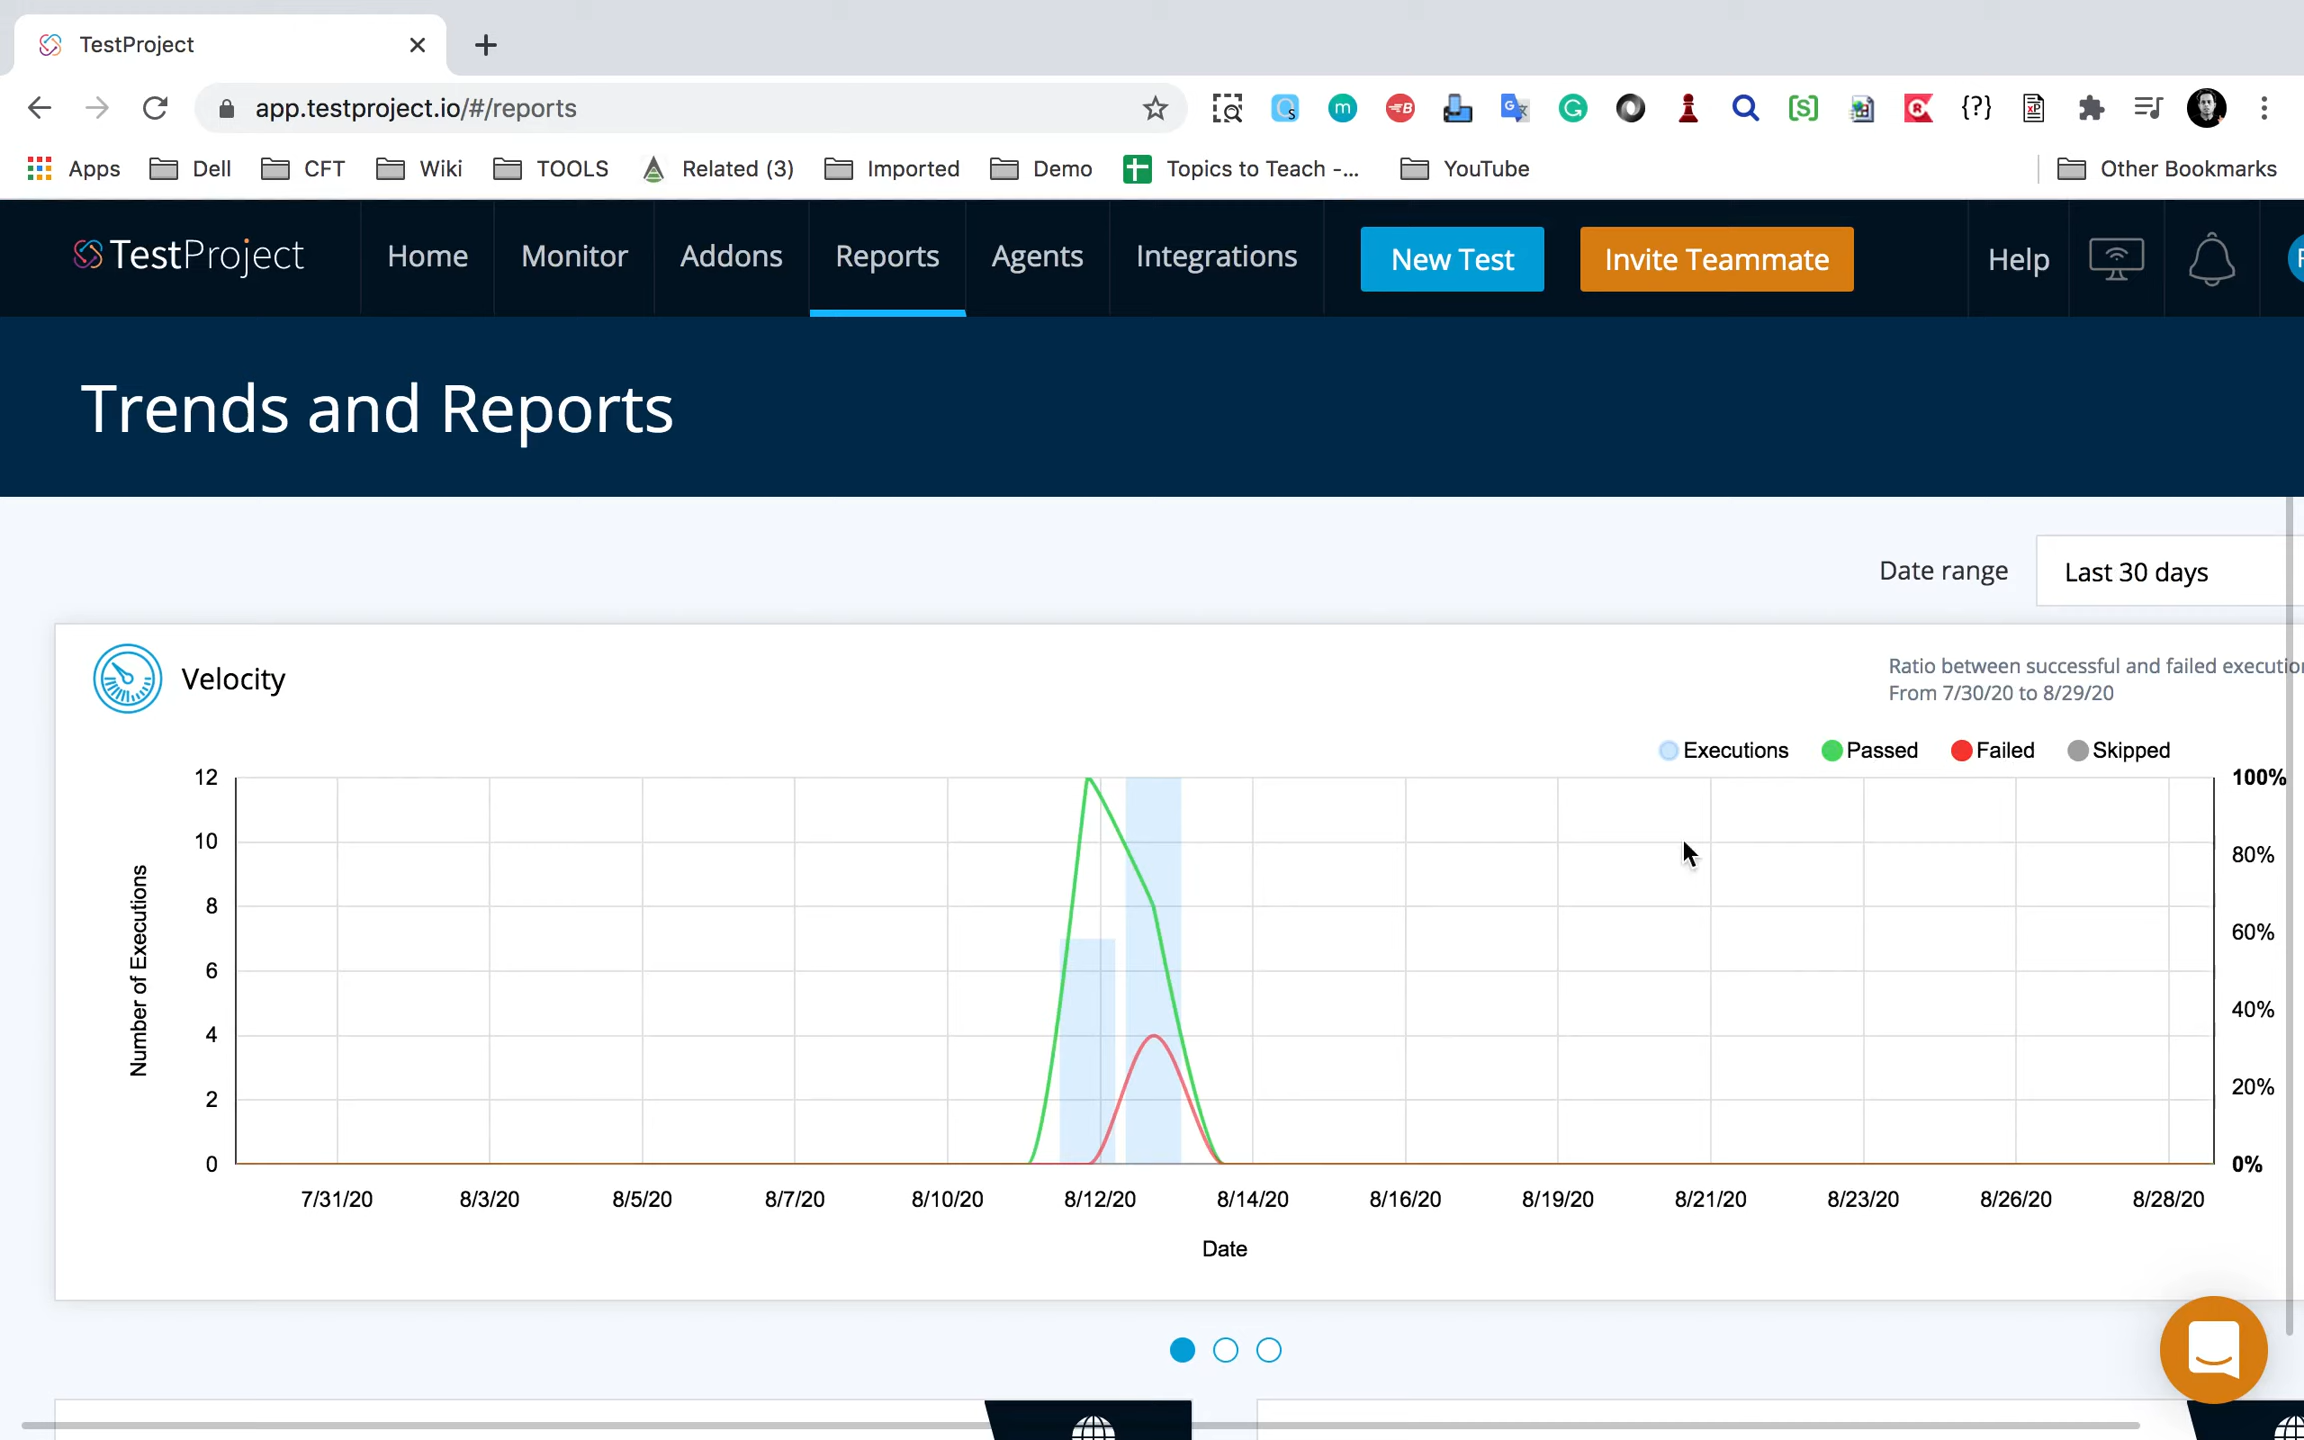 TestProject
app.testproject.io/#/reports
Apps Dell CFT Wiki TOOLS Related (3) Imported Demo Topics to Teach -... YouTube Other Bookmarks
TestProject Home Monitor Addons Reports Agents Integrations New Test Invite Teammate Help
Trends and Reports
Date range Last 30 days
Velocity
Ratio between successful and failed executio
From 7/30/20 to 8/29/20
Executions Passed Failed Skipped
12 100%
10 80%
8 60%
6 40%
4 20%
2
0 0%
Number of Executions
7/31/20 8/3/20 8/5/20 8/7/20 8/10/20 8/12/20 8/14/20 8/16/20 8/19/20 8/21/20 8/23/20 8/26/20 8/28/20
Date